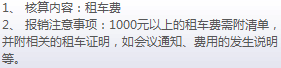 1、 核算内容：租车费
2、 报销注意事项：1000元以上的租车费需附清单，
并附相关的租车证明，如会议通知、费用的发生说明
等。